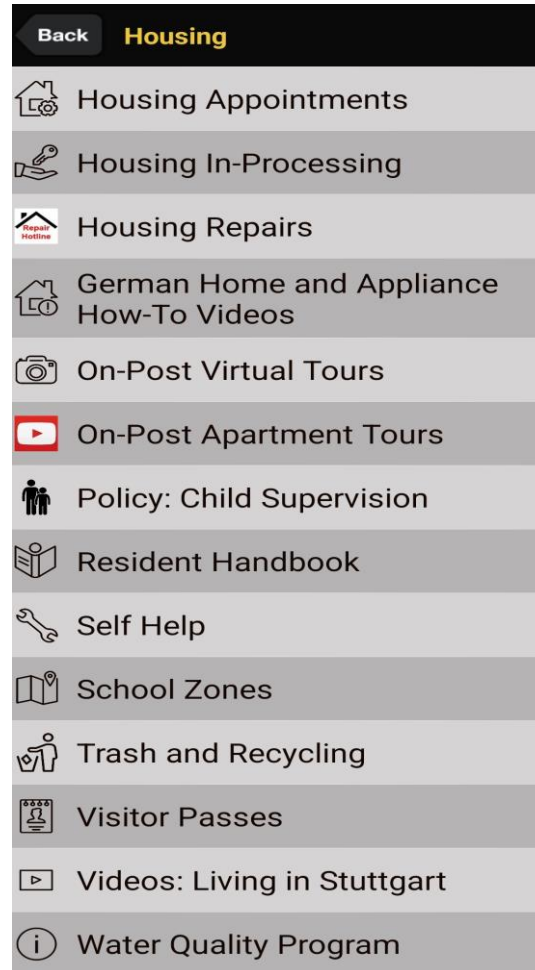 Back Housing
Housing Appointments
Housing In-Processing
Repair
Hotline
Housing Repairs
German Home and Appliance
How-To Videos
On-Post Virtual Tours
On-Post Apartment Tours
Policy: Child Supervision
Resident Handbook
Self Help
School Zones
Trash and Recycling
Visitor Passes
Videos: Living in Stuttgart
Water Quality Program